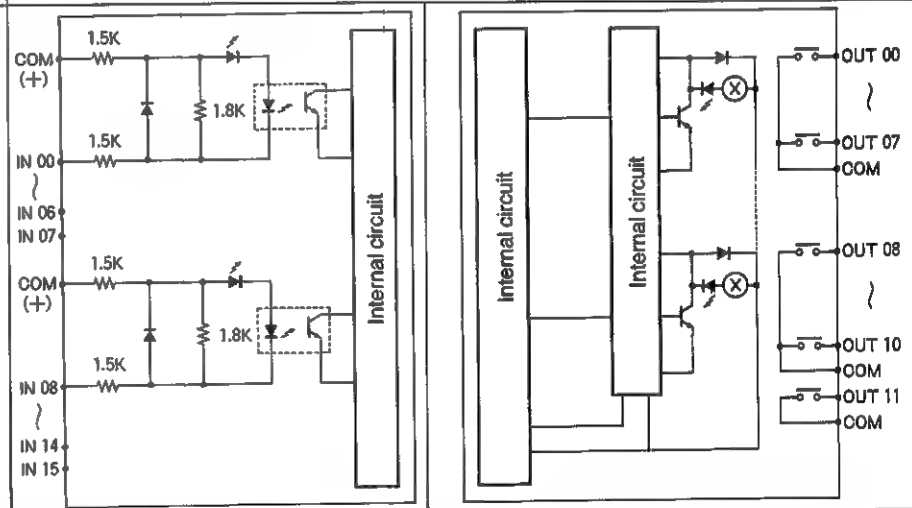 1.5K
COM
(+)
1.8K
1.5K
IN 00
IN 06
IN 07
1.5K
COM
(+)
1.8K
1.5K
IN 08
IN 14
IN 15
Internal circuit
Internal circuit
Internal circuit
OUT 00
OUT 07
COM
OUT 08
OUT 10
COM
OUT 11
COM